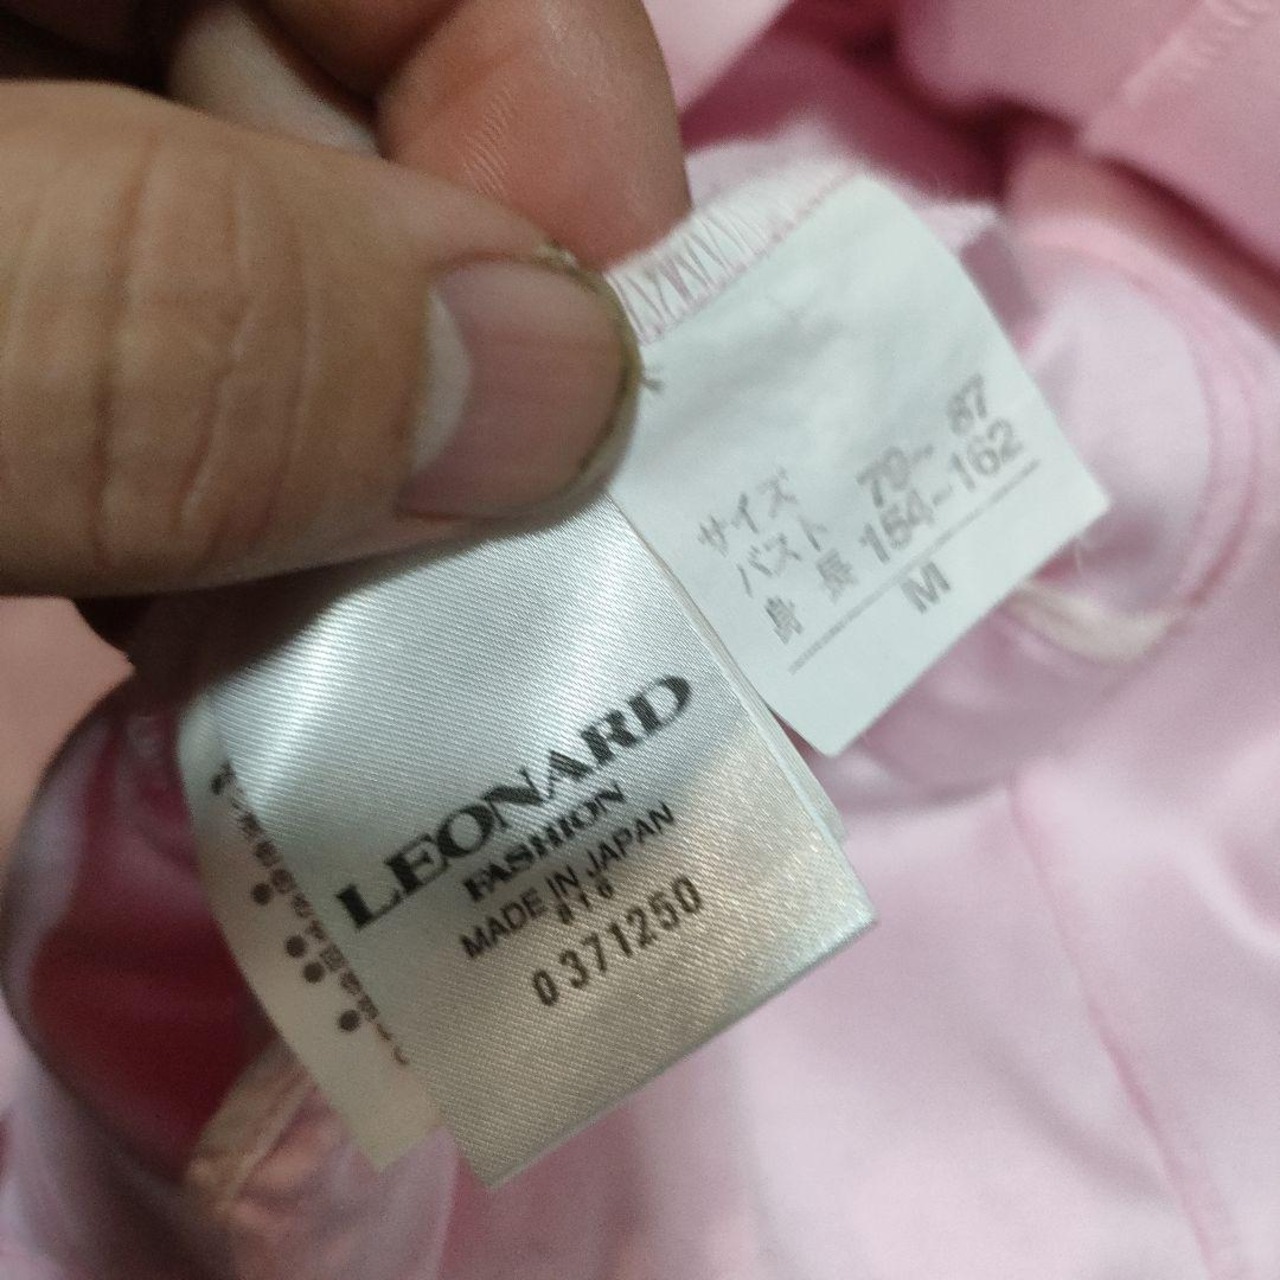 サイズ
バスト 79-87
身長 154-162
M
LEONARD
FASHION
MADE IN JAPAN
0371250